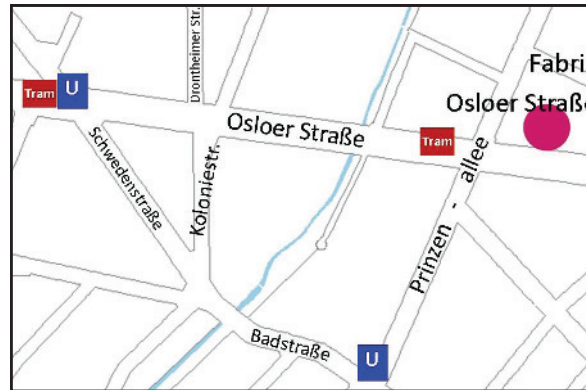 Drontheimer Str.
Fabri
Tram
U
Osloer Straße
Osloer Straße
Tram
Schwedenstraße
Koloniestr.
Prinzen - allee
Badstraße
U